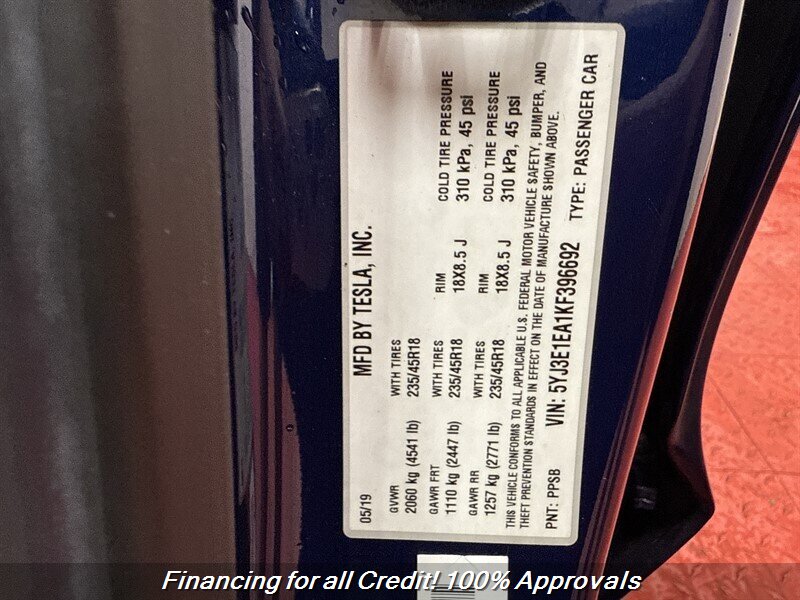 05/19 MFD BY TESLA, INC.
GVWR WITH TIRES
2060 kg (4541 lb) 235/45R18
GAWR FRT WITH TIRES RIM COLD TIRE PRESSURE
1110 kg (2447 lb) 235/45R18 18X8.5 J 310 kPa, 45 psi
GAWR RR WITH TIRES RIM COLD TIRE PRESSURE
1257 kg (2771 lb) 235/45R18 18X8.5 J 310 kPa, 45 psi
THIS VEHICLE CONFORMS TO ALL APPLICABLE U.S. FEDERAL MOTOR VEHICLE SAFETY, BUMPER, AND
THEFT PREVENTION STANDARDS IN EFFECT ON THE DATE OF MANUFACTURE SHOWN ABOVE.
PNT: PPSB VIN: 5YJ3E1EA1KF396692 TYPE: PASSENGER CAR
Financing for all Credit! 100% Approvals